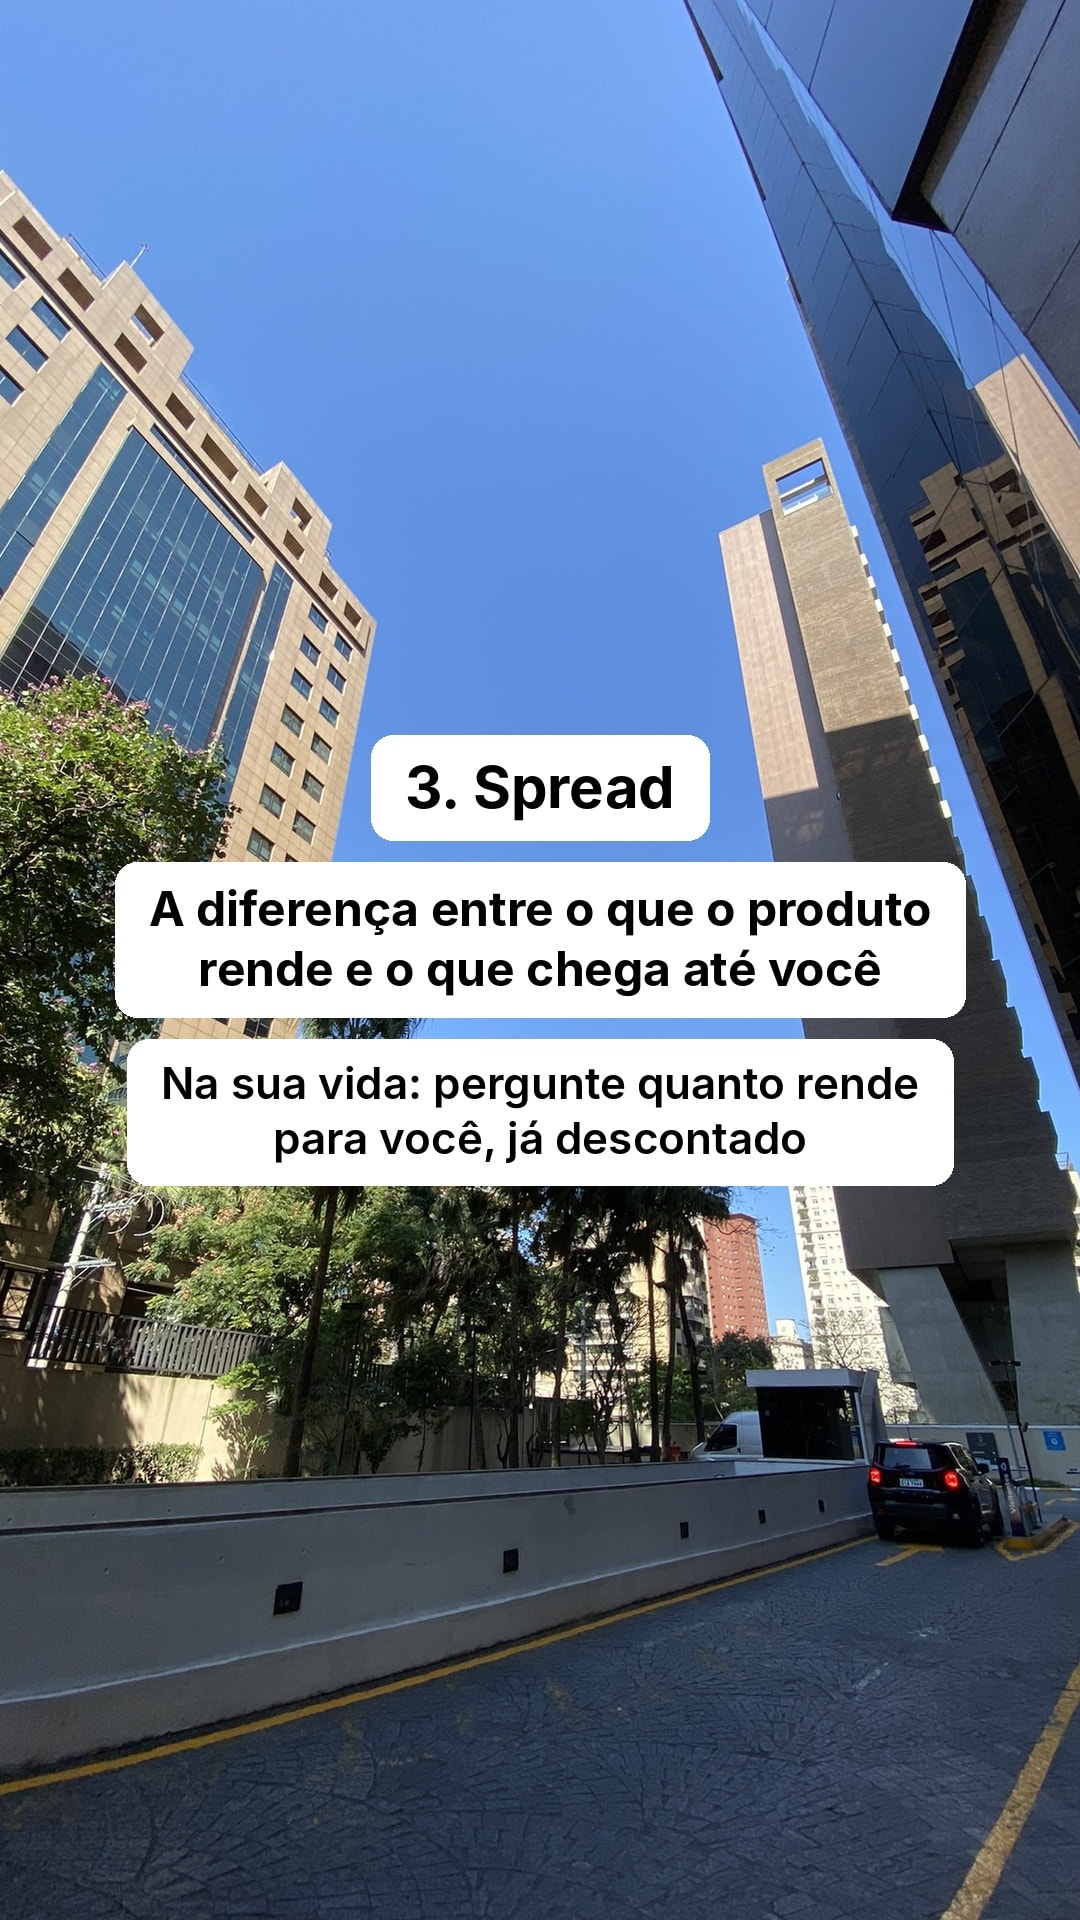 3. Spread
A diferença entre o que o produto
rende e o que chega até você
Na sua vida: pergunte quanto rende
para você, já descontado